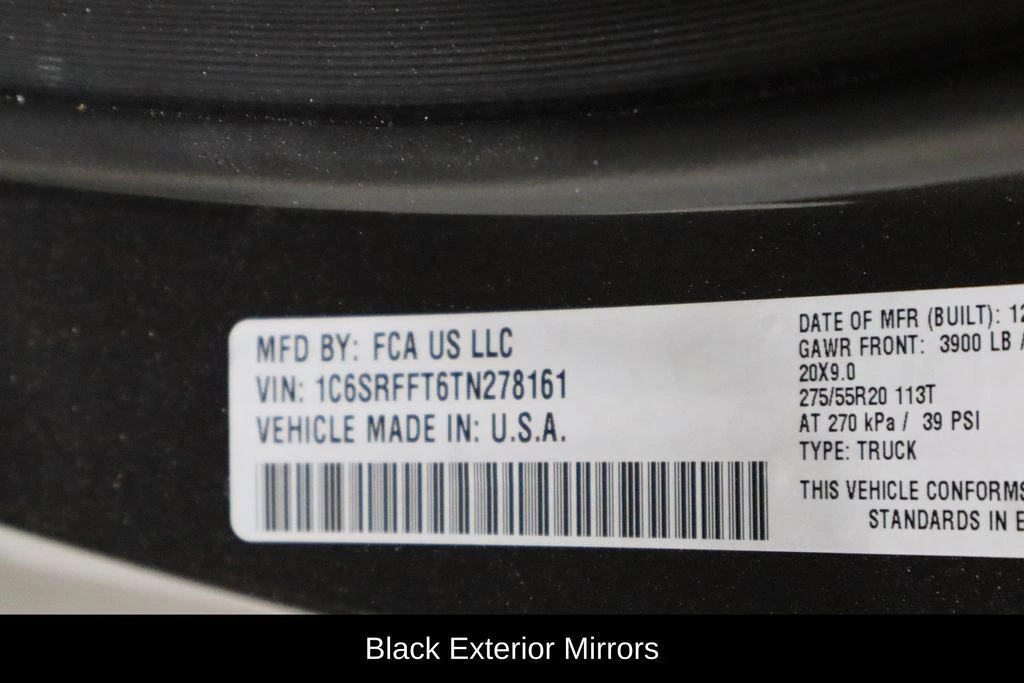 MFD BY: FCA US LLC
VIN: 1C6SRFFT6TN278161
VEHICLE MADE IN: U.S.A.
DATE OF MFR (BUILT): 12
GAWR FRONT: 3900 LB /
20X9.0
275/55R20 113T
AT 270 kPa / 39 PSI
TYPE: TRUCK
THIS VEHICLE CONFORMS
STANDARDS IN E
Black Exterior Mirrors